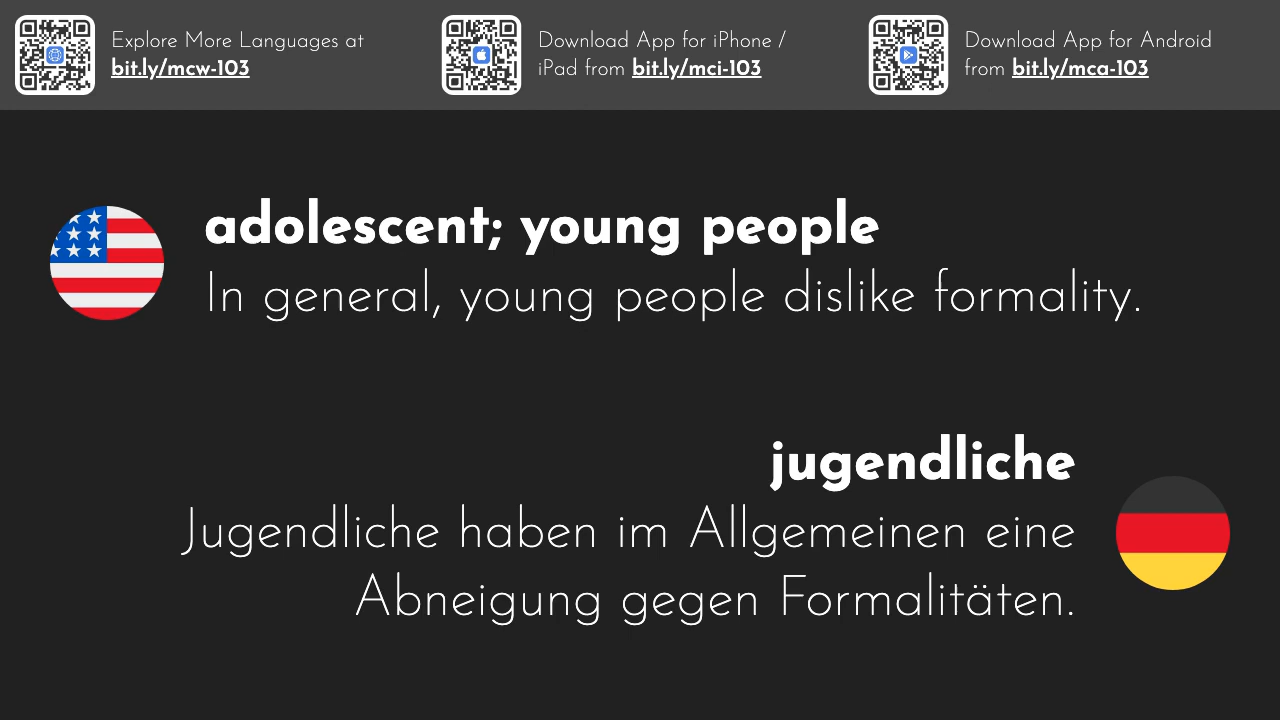 Explore More Languages at
bit.ly/mcw-103
Download App for iPhone /
iPad from bit.ly/mci-103
Download App for Android
from bit.ly/mca-103
adolescent; young people
In general, young people dislike formality.
jugendliche
Jugendliche haben im Allgemeinen eine
Abneigung gegen Formalitäten.